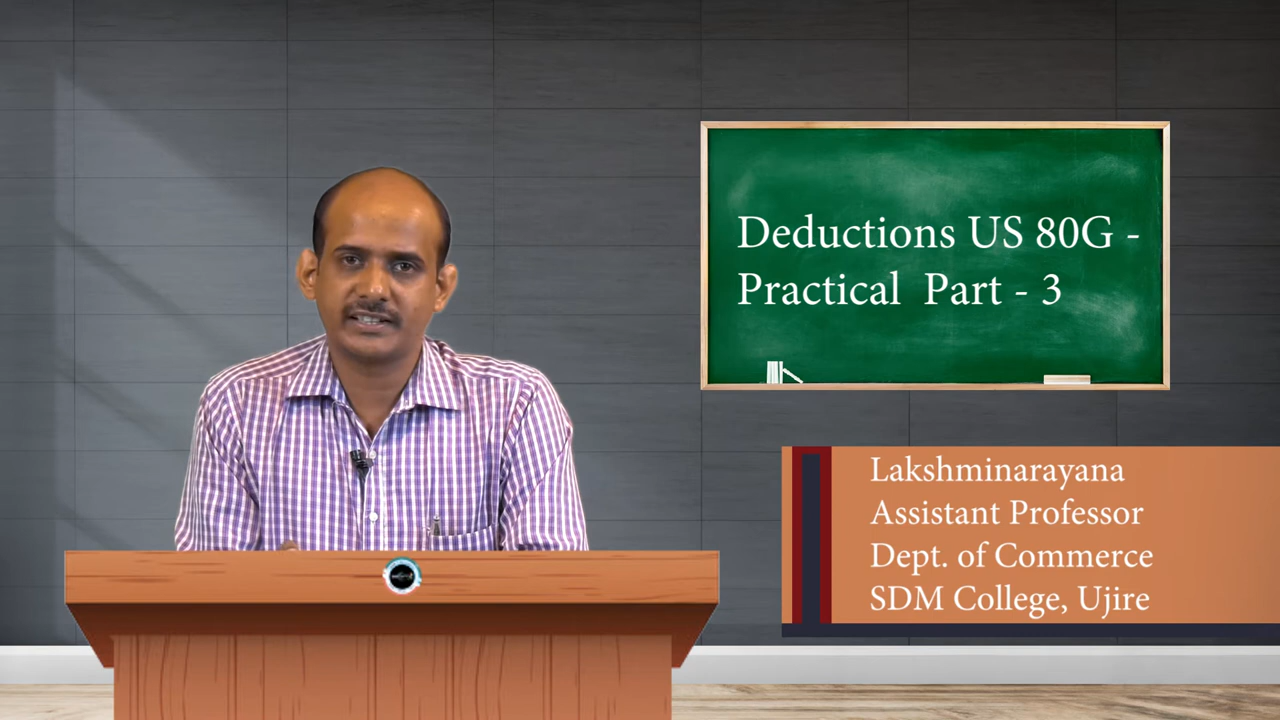 Deductions US 80G -
Practical Part - 3
Lakshminarayana
Assistant Professor
Dept. of Commerce
SDM College, Ujire